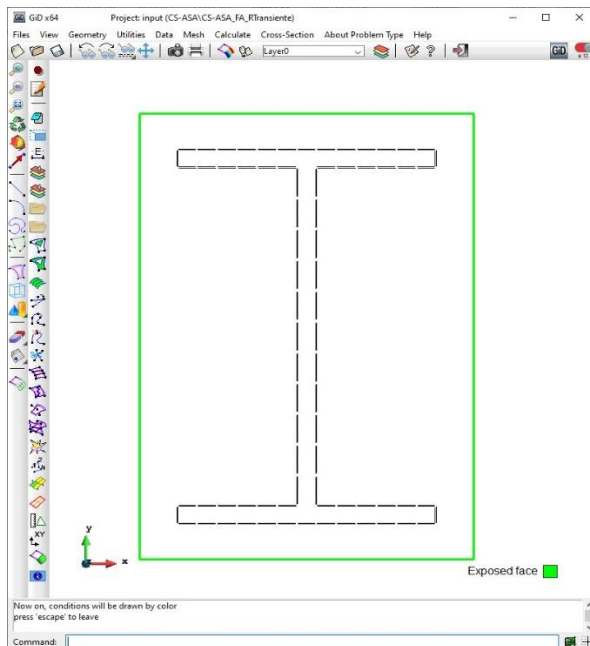 GiD x64 Project: input (CS-ASA\CS-ASA_FA_RTransiente)
Files View Geometry Utilities Data Mesh Calculate Cross-Section About Problem Type Help
Layer0
GiD
E
XY
y
x
Exposed face
Now on, conditions will be drawn by color
press 'escape' to leave
Command: